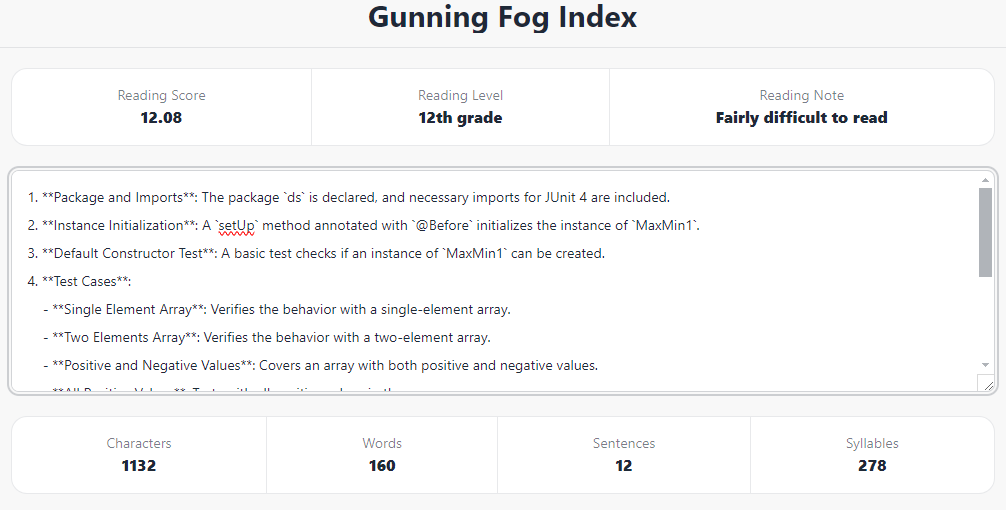 Gunning Fog Index
Reading Score
12.08
Reading Level
12th grade
Reading Note
Fairly difficult to read
1. **Package and Imports**: The package `ds` is declared, and necessary imports for JUnit 4 are included.
2. **Instance Initialization**: A `setUp` method annotated with `@Before` initializes the instance of `MaxMin1`.
3. **Default Constructor Test**: A basic test checks if an instance of `MaxMin1` can be created.
4. **Test Cases**:
- **Single Element Array**: Verifies the behavior with a single-element array.
- **Two Elements Array**: Verifies the behavior with a two-element array.
- **Positive and Negative Values**: Covers an array with both positive and negative values.
Characters
1132
Words
160
Sentences
12
Syllables
278